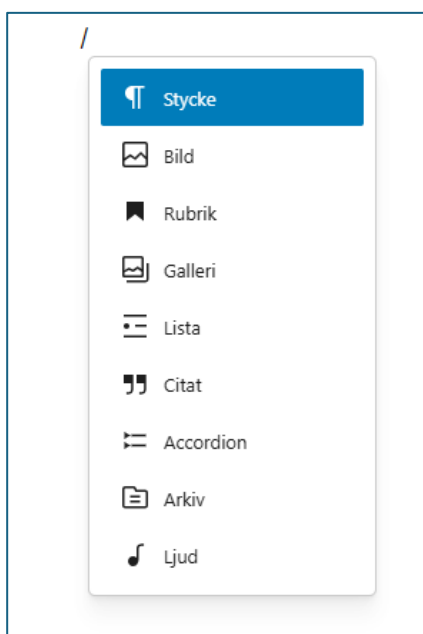 /
Stycke
Bild
Rubrik
Galleri
Lista
Citat
Accordion
Arkiv
Ljud